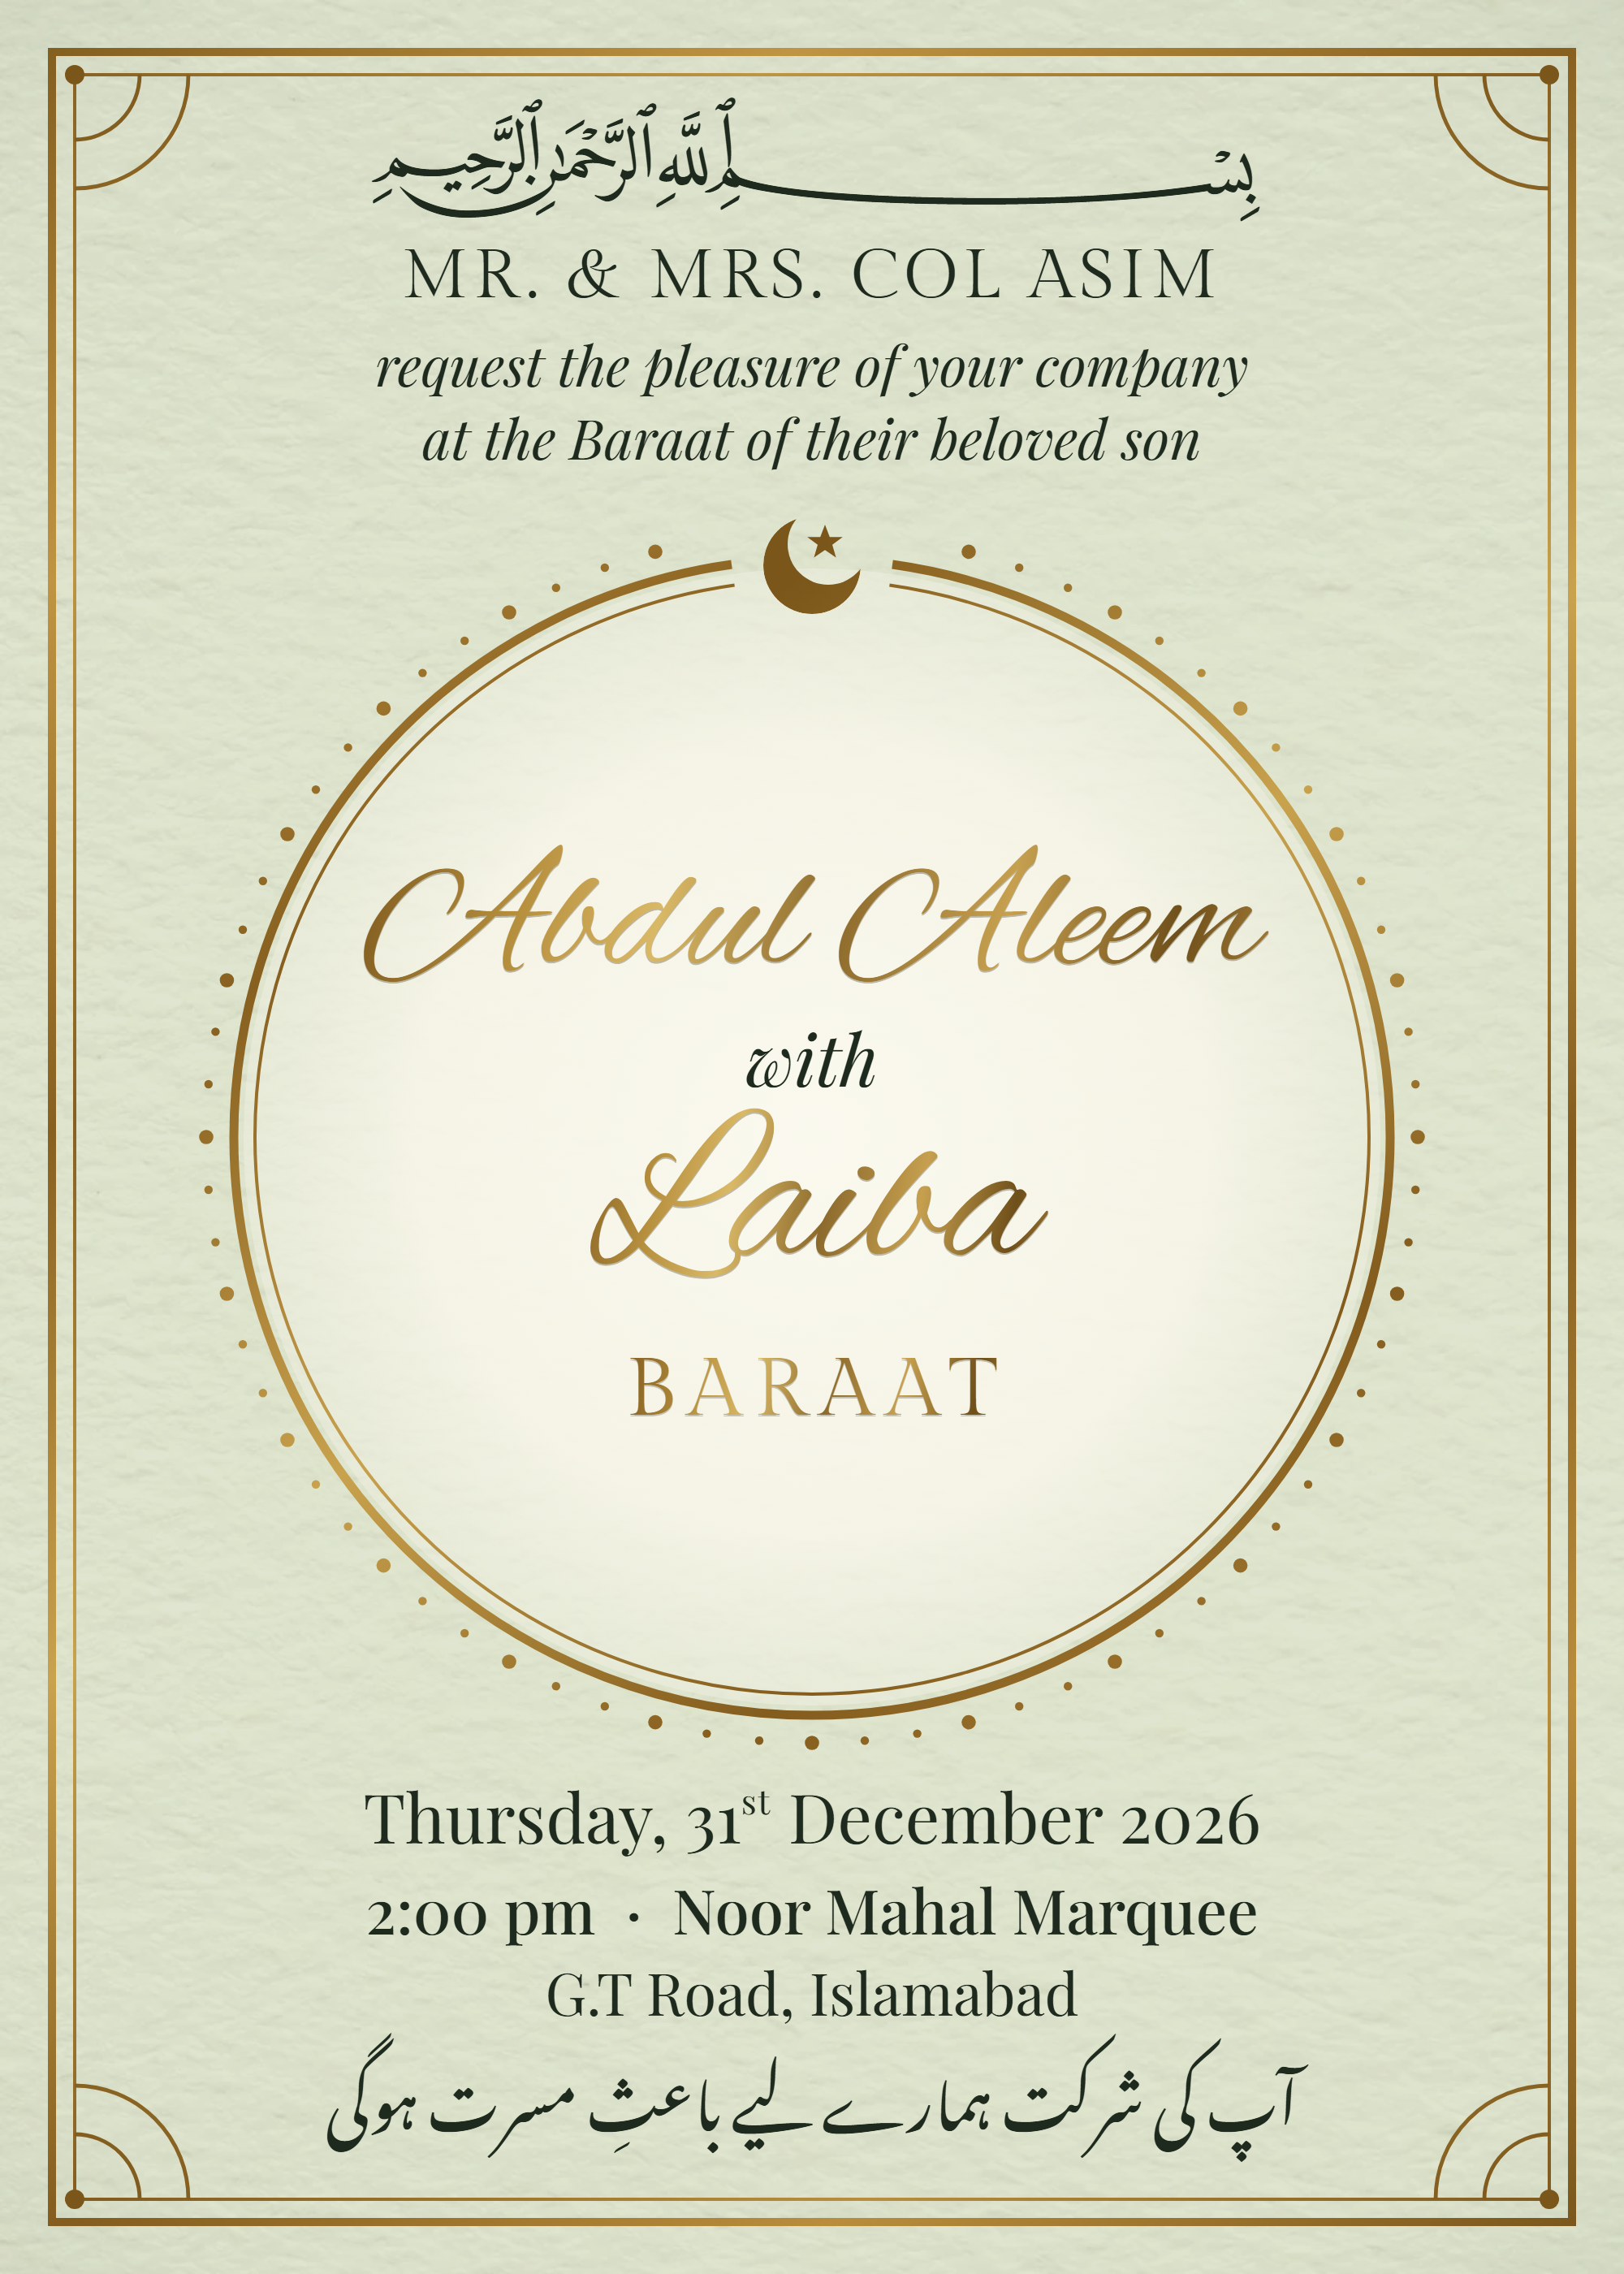 بِسْمِ ٱللَّهِ ٱلرَّحْمَٰنِ ٱلرَّحِيمِ
MR. & MRS. COL ASIM
request the pleasure of your company
at the Baraat of their beloved son
Abdul Aleem
with
Laiba
BARAAT
Thursday, 31st December 2026
2:00 pm · Noor Mahal Marquee
G.T Road, Islamabad
آپ کی شرکت ہمارے لیے باعثِ مسرت ہوگی